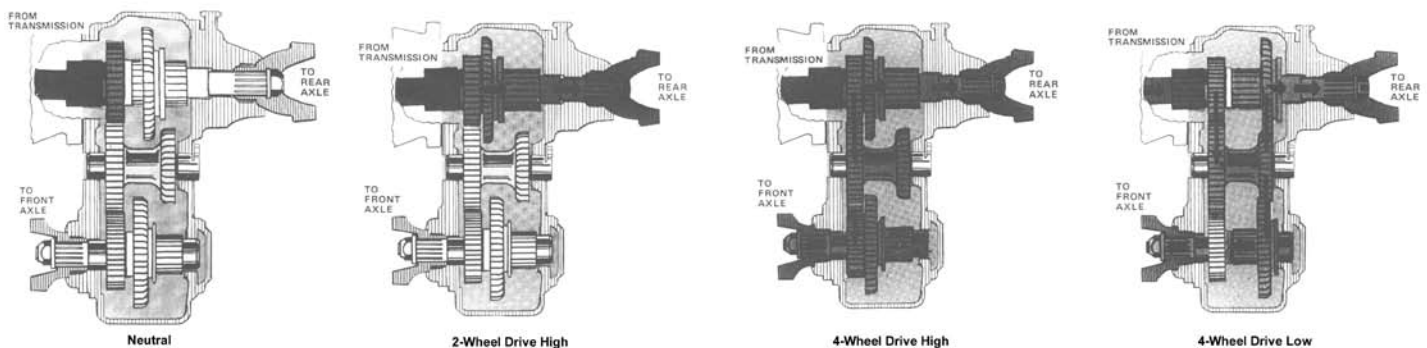 FROM
TRANSMISSION
TO
REAR
AXLE
TO
FRONT
AXLE
Neutral
FROM
TRANSMISSION
TO
REAR
AXLE
TO
FRONT
AXLE
2-Wheel Drive High
FROM
TRANSMISSION
TO
REAR
AXLE
TO
FRONT
AXLE
4-Wheel Drive High
FROM
TRANSMISSION
TO
REAR
AXLE
TO
FRONT
AXLE
4-Wheel Drive Low